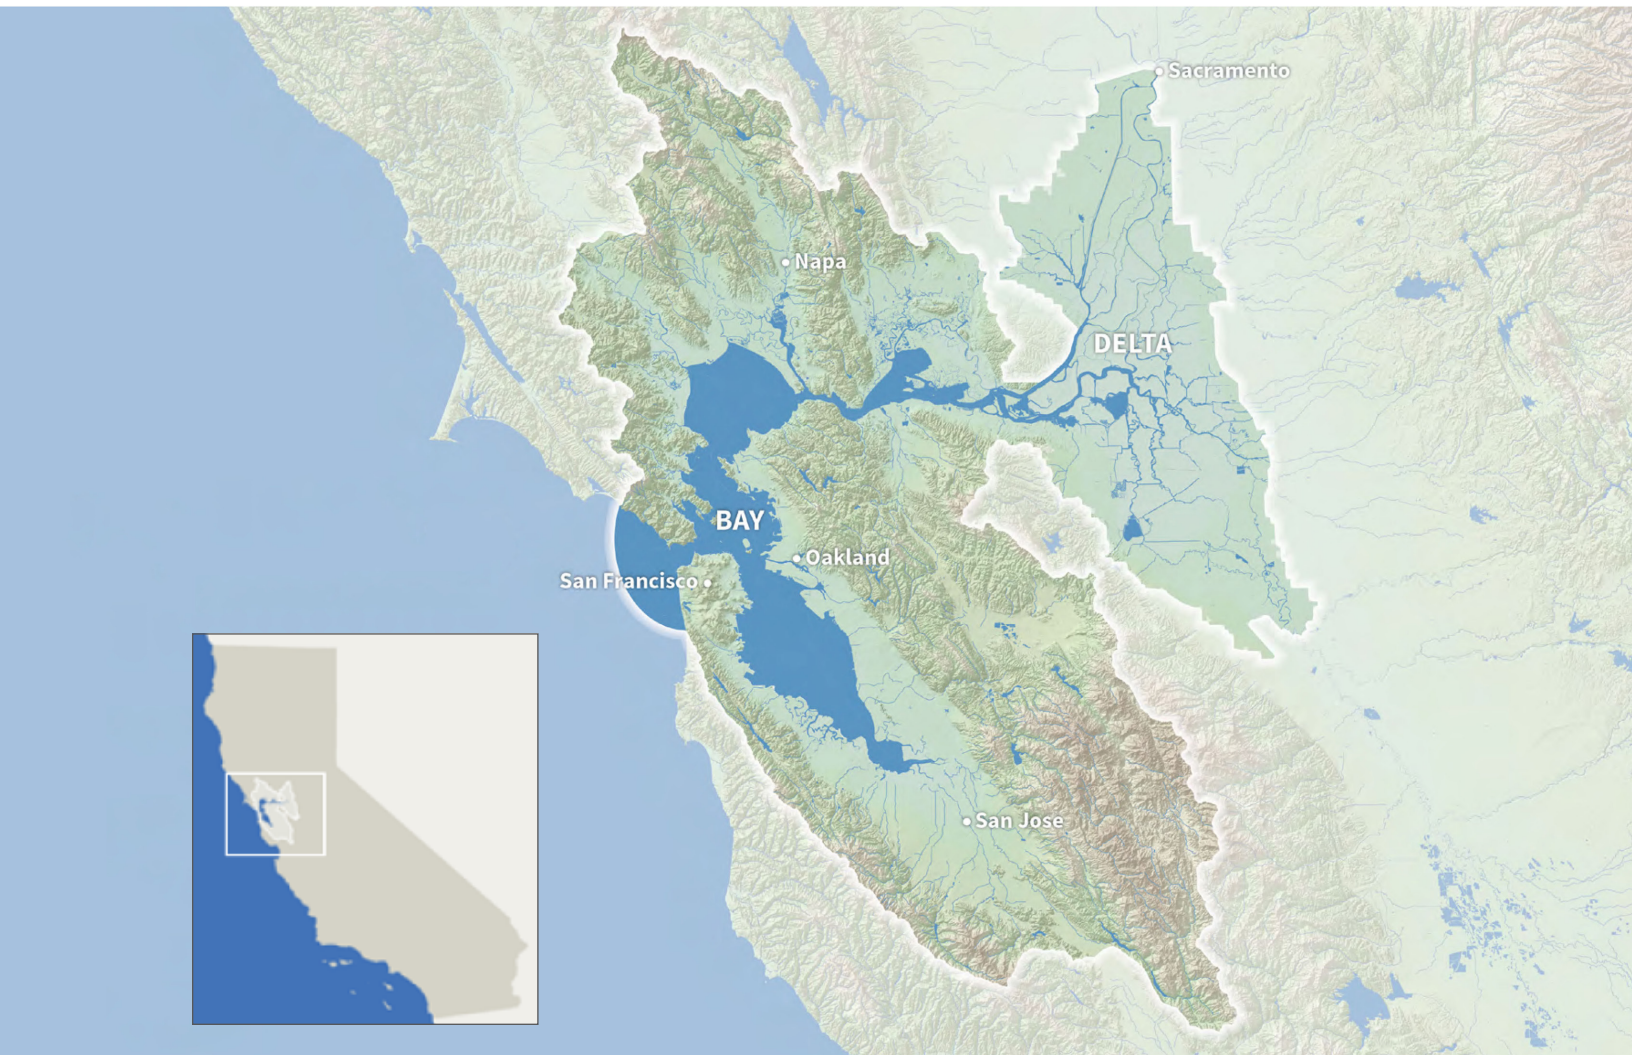 Sacramento
Napa
DELTA
BAY
Oakland
San Francisco
San Jose